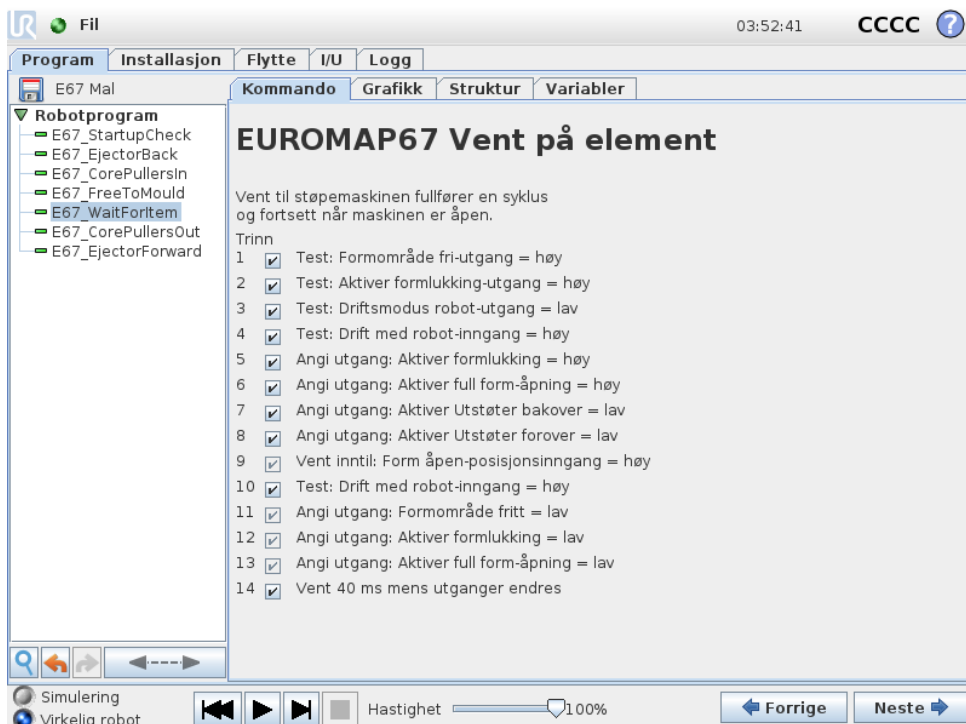 UR Fil 03:52:41 CCCC ?
Program Installasjon Flytte I/U Logg
E67 Mal
Kommando Grafikk Struktur Variabler
Robotprogram
E67_StartupCheck
E67_EjectorBack
E67_CorePullersIn
E67_FreeToMould
E67_WaitForItem
E67_CorePullersOut
E67_EjectorForward
EUROMAP67 Vent på element
Vent til støpemaskinen fullfører en syklus
og fortsett når maskinen er åpen.
Trinn
1 Test: Formområde fri-utgang = høy
2 Test: Aktiver formlukking-utgang = høy
3 Test: Driftsmodus robot-utgang = lav
4 Test: Drift med robot-inngang = høy
5 Angi utgang: Aktiver formlukking = høy
6 Angi utgang: Aktiver full form-åpning = høy
7 Angi utgang: Aktiver Utstøter bakover = lav
8 Angi utgang: Aktiver Utstøter forover = lav
9 Vent inntil: Form åpen-posisjonsinngang = høy
10 Test: Drift med robot-inngang = høy
11 Angi utgang: Formområde fritt = lav
12 Angi utgang: Aktiver formlukking = lav
13 Angi utgang: Aktiver full form-åpning = lav
14 Vent 40 ms mens utganger endres
Simulering
Virkelig robot
Hastighet 100%
Forrige Neste